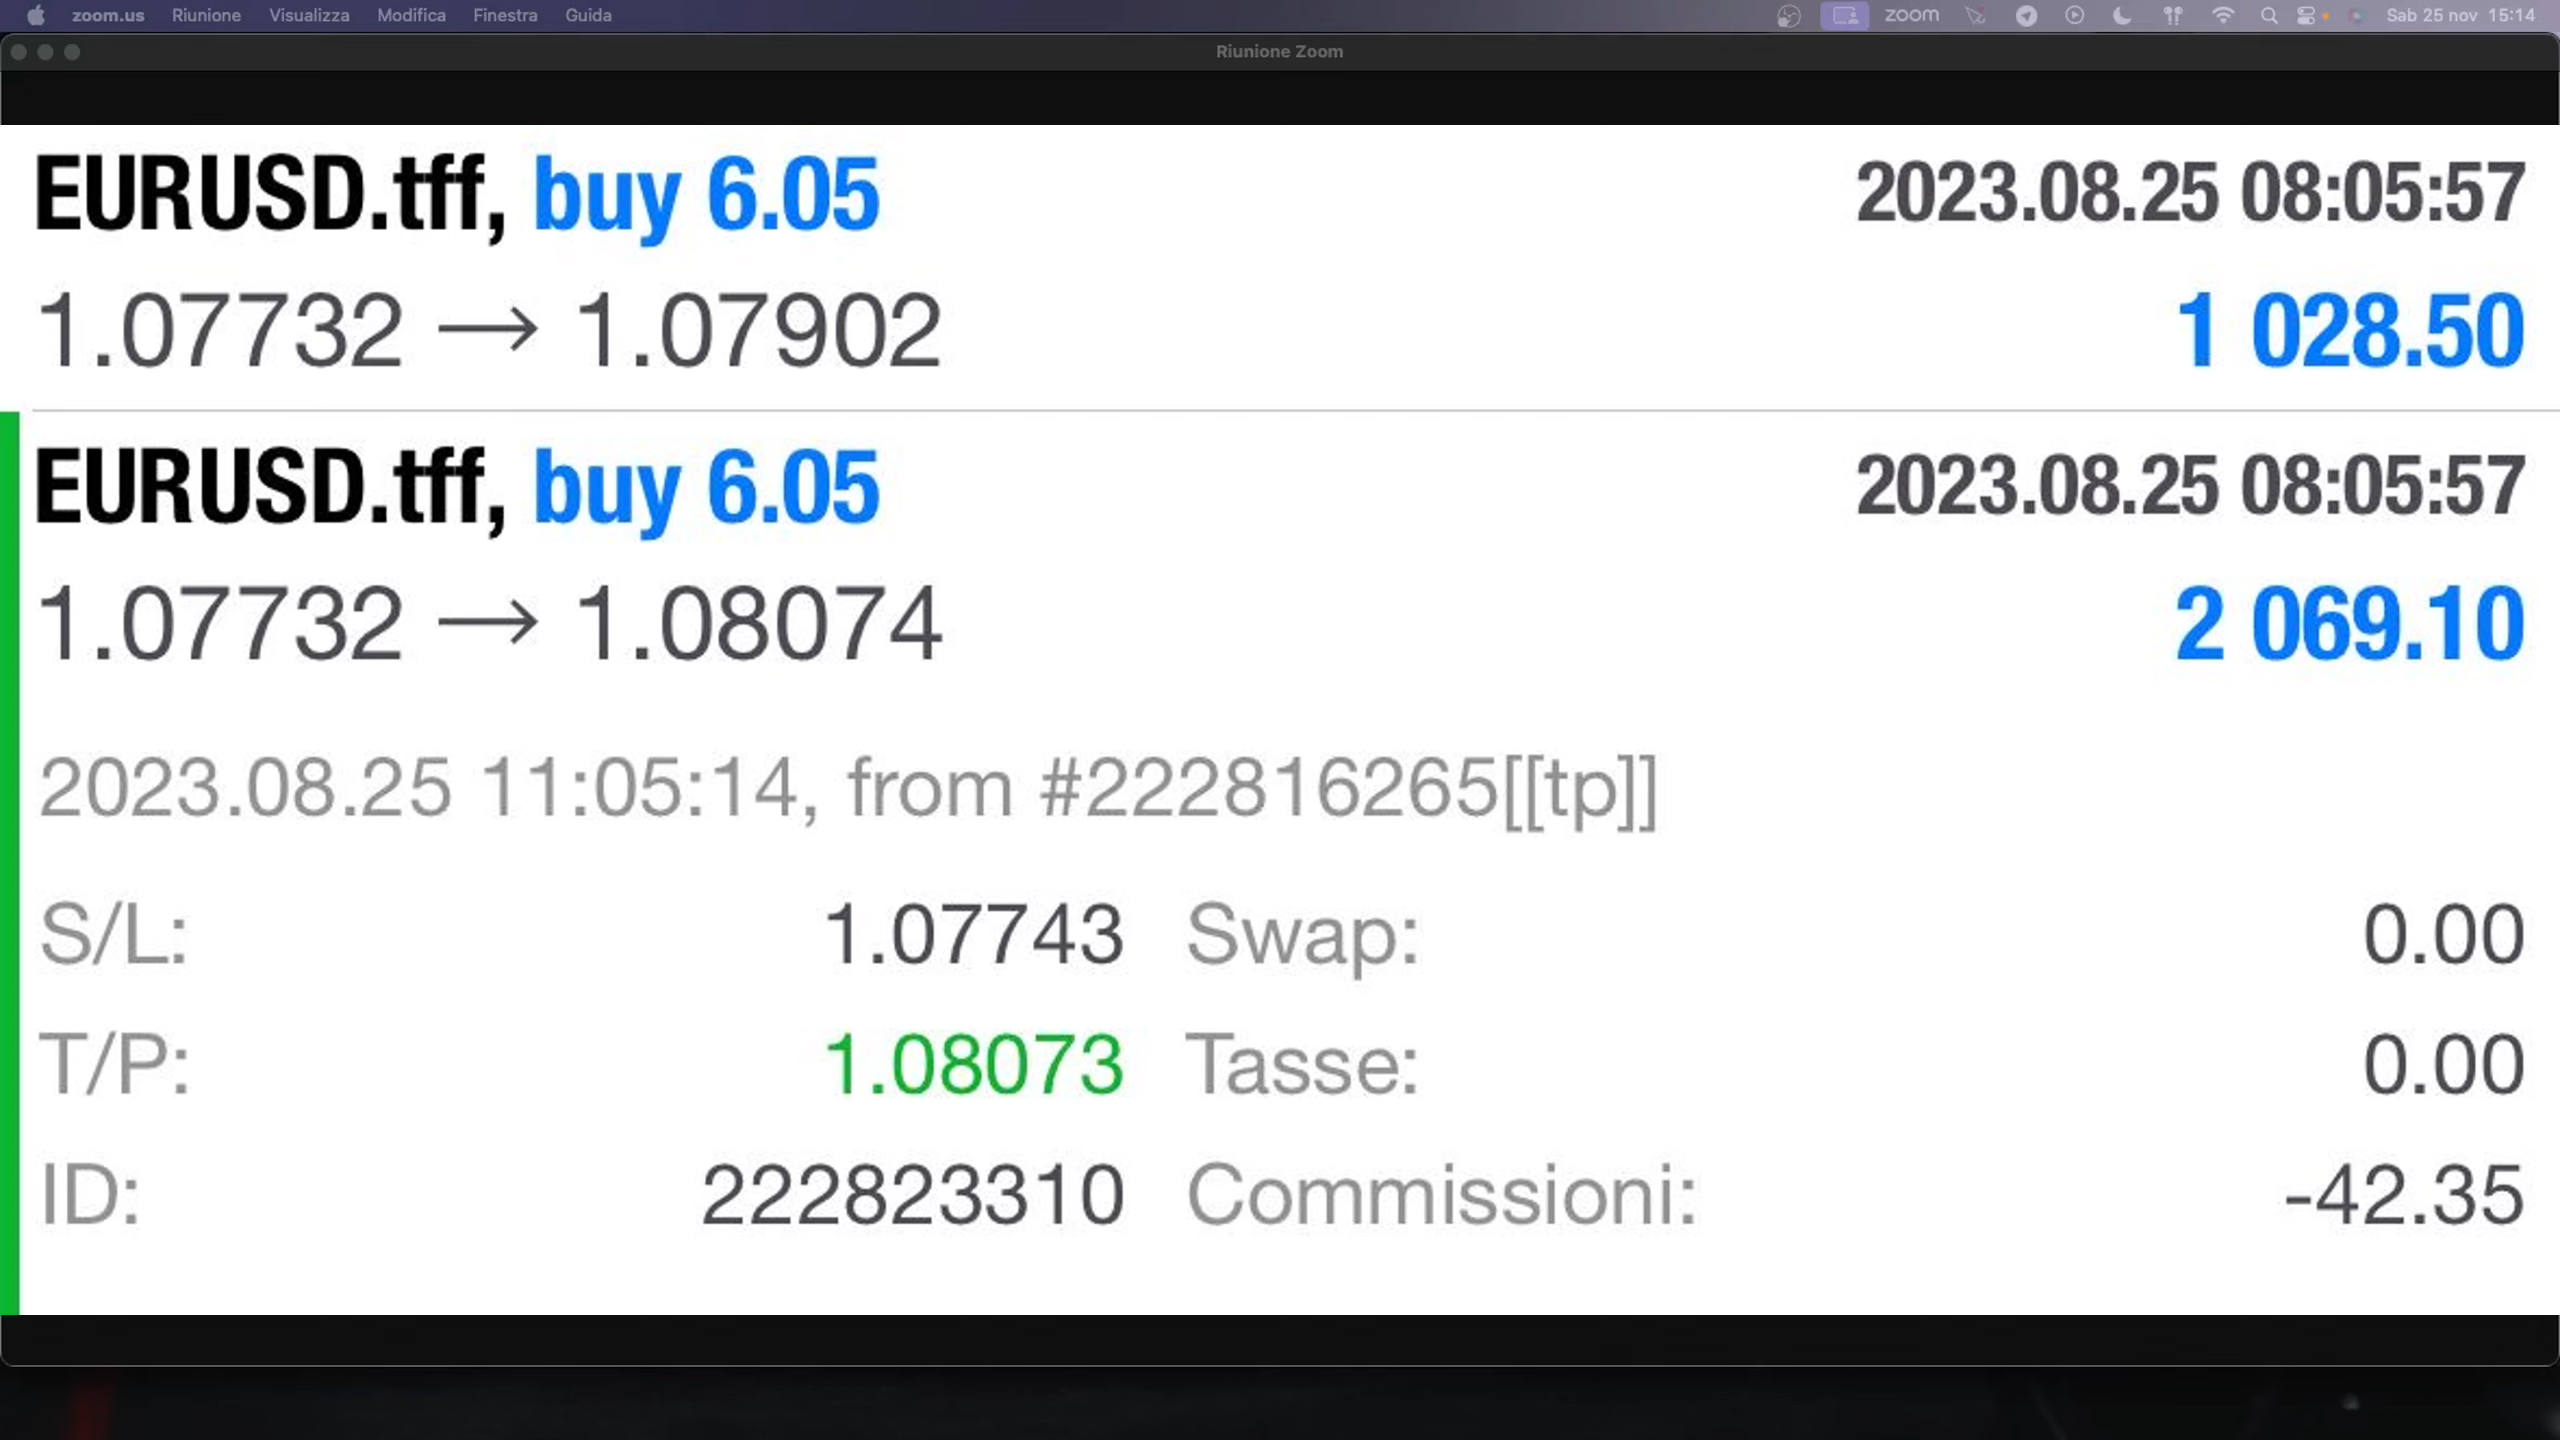 zoom.us Riunione Visualizza Modifica Finestra Guida zoom Sab 25 nov 15:14
Riunione Zoom
EURUSD.tff, buy 6.05 2023.08.25 08:05:57
1.07732 → 1.07902 1 028.50
EURUSD.tff, buy 6.05 2023.08.25 08:05:57
1.07732 → 1.08074 2 069.10
2023.08.25 11:05:14, from #222816265[[tp]]
S/L: 1.07743 Swap: 0.00
T/P: 1.08073 Tasse: 0.00
ID: 222823310 Commissioni: -42.35